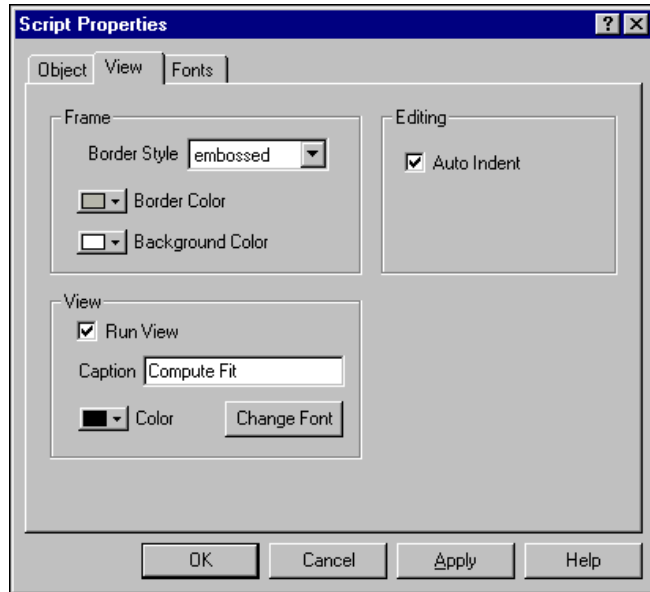 Script Properties
Object View Fonts
Frame
Border Style embossed
Border Color
Background Color
Editing
Auto Indent
View
Run View
Caption Compute Fit
Color Change Font
OK Cancel Apply Help